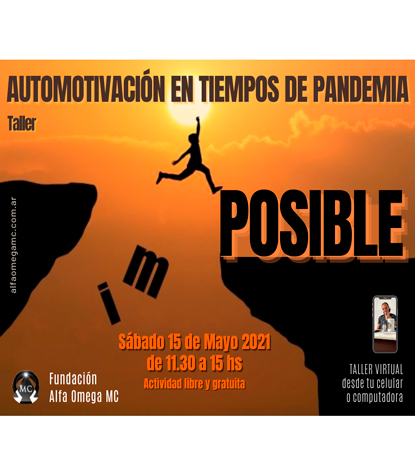 AUTOMOTIVACIÓN EN TIEMPOS DE PANDEMIA
Taller
POSIBLE
im
alfaomegamc.com.ar
Sábado 15 de Mayo 2021
de 11.30 a 15 hs
Actividad libre y gratuita
TALLER VIRTUAL
desde tu celular
o computadora
MC
Fundación
Alfa Omega MC